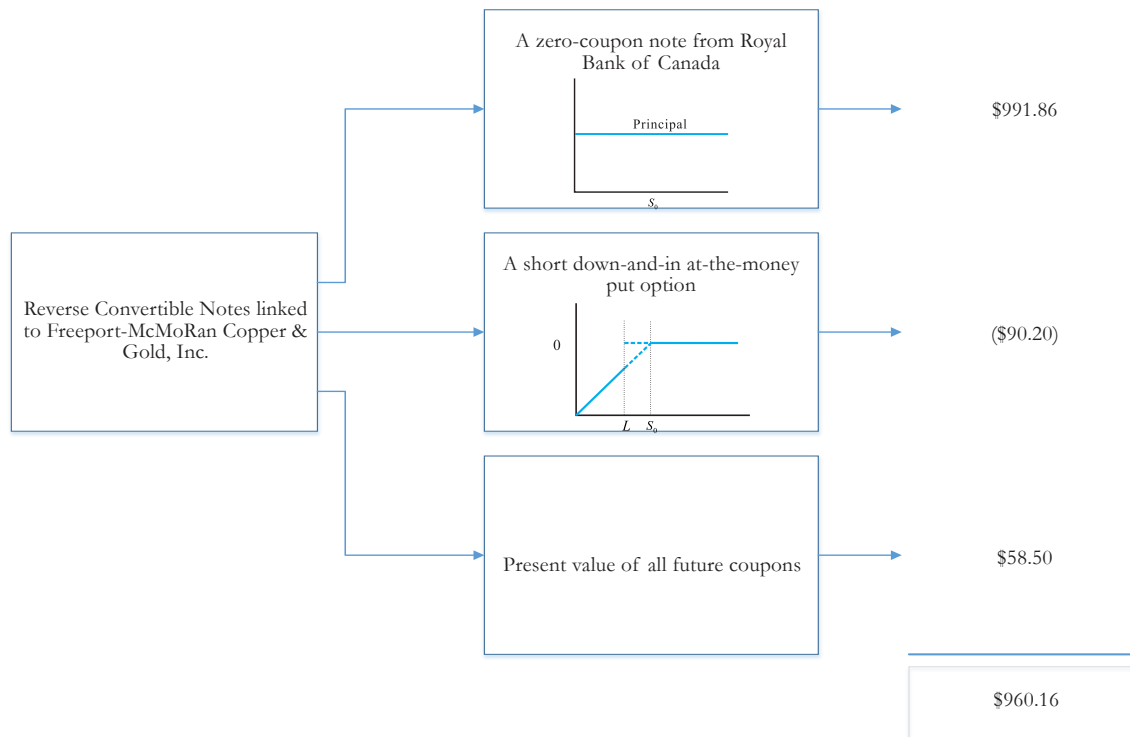 A zero-coupon note from Royal
Bank of Canada
Principal
S₀
$991.86
Reverse Convertible Notes linked
to Freeport-McMoRan Copper &
Gold, Inc.
A short down-and-in at-the-money
put option
0
L S₀
($90.20)
Present value of all future coupons
$58.50
$960.16